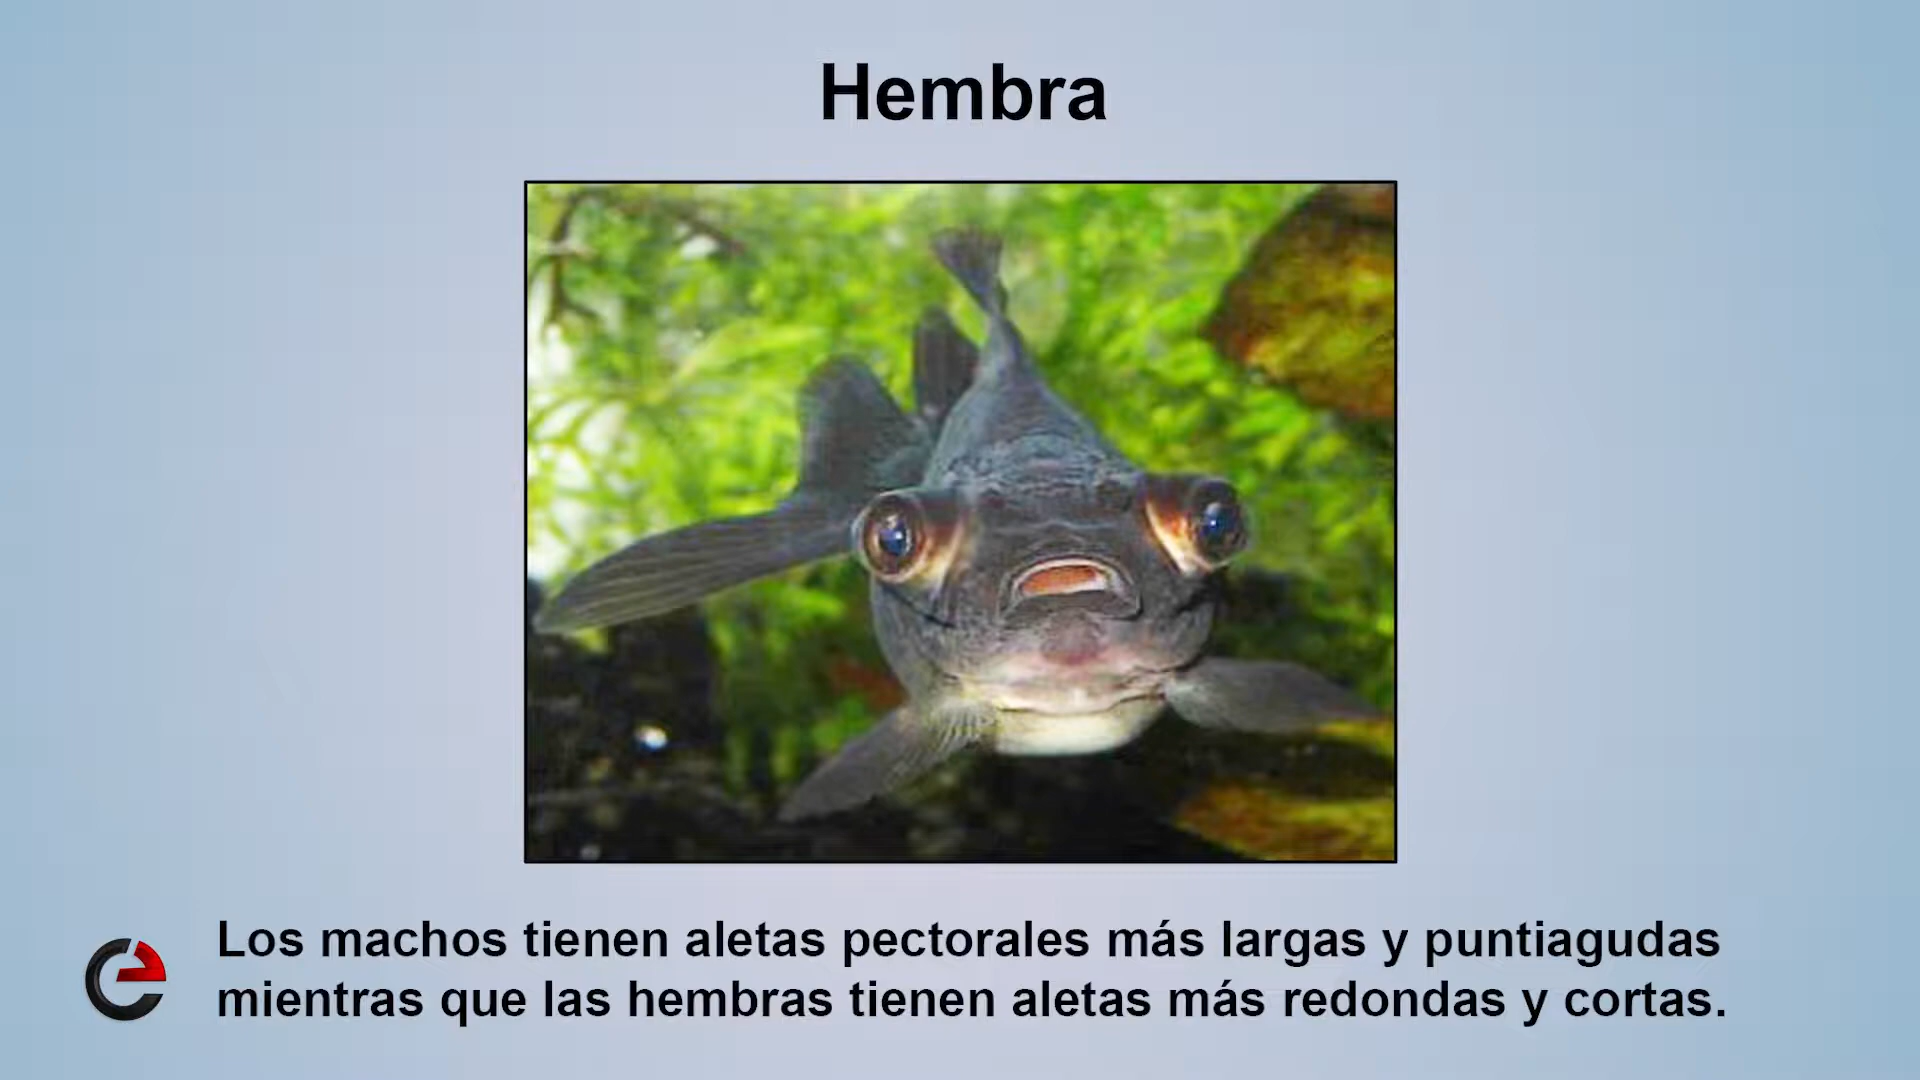 Hembra
Los machos tienen aletas pectorales más largas y puntiagudas
mientras que las hembras tienen aletas más redondas y cortas.